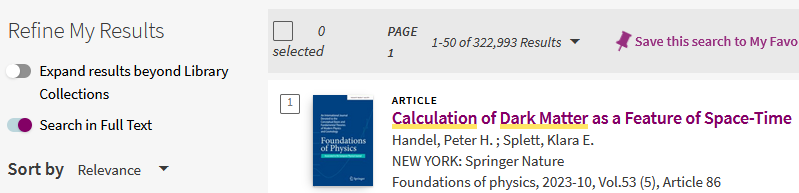 Refine My Results
Expand results beyond Library
Collections
Search in Full Text
Sort by Relevance
0
selected
PAGE
1
1-50 of 322,993 Results
Save this search to My Favo
1
Foundations
of Physics
Springer
ARTICLE
Calculation of Dark Matter as a Feature of Space-Time
Handel, Peter H. ; Splett, Klara E.
NEW YORK: Springer Nature
Foundations of physics, 2023-10, Vol.53 (5), Article 86